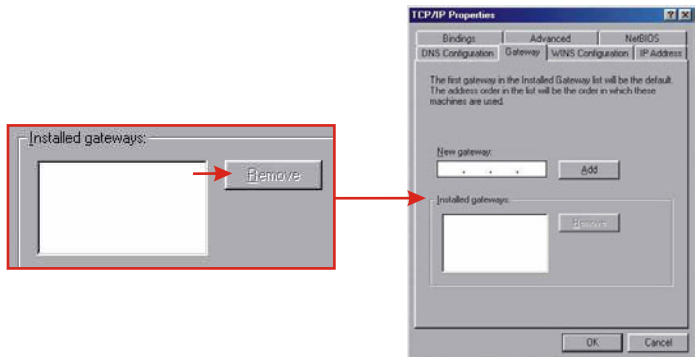 Installed gateways:
Remove
TCP/IP Properties
Bindings Advanced NetBIOS
DNS Configuration Gateway WINS Configuration IP Address
The first gateway in the Installed Gateway list will be the default.
The address order in the list will be the order in which these
machines are used.
New gateway:
. . .
Add
Installed gateways:
Remove
OK Cancel